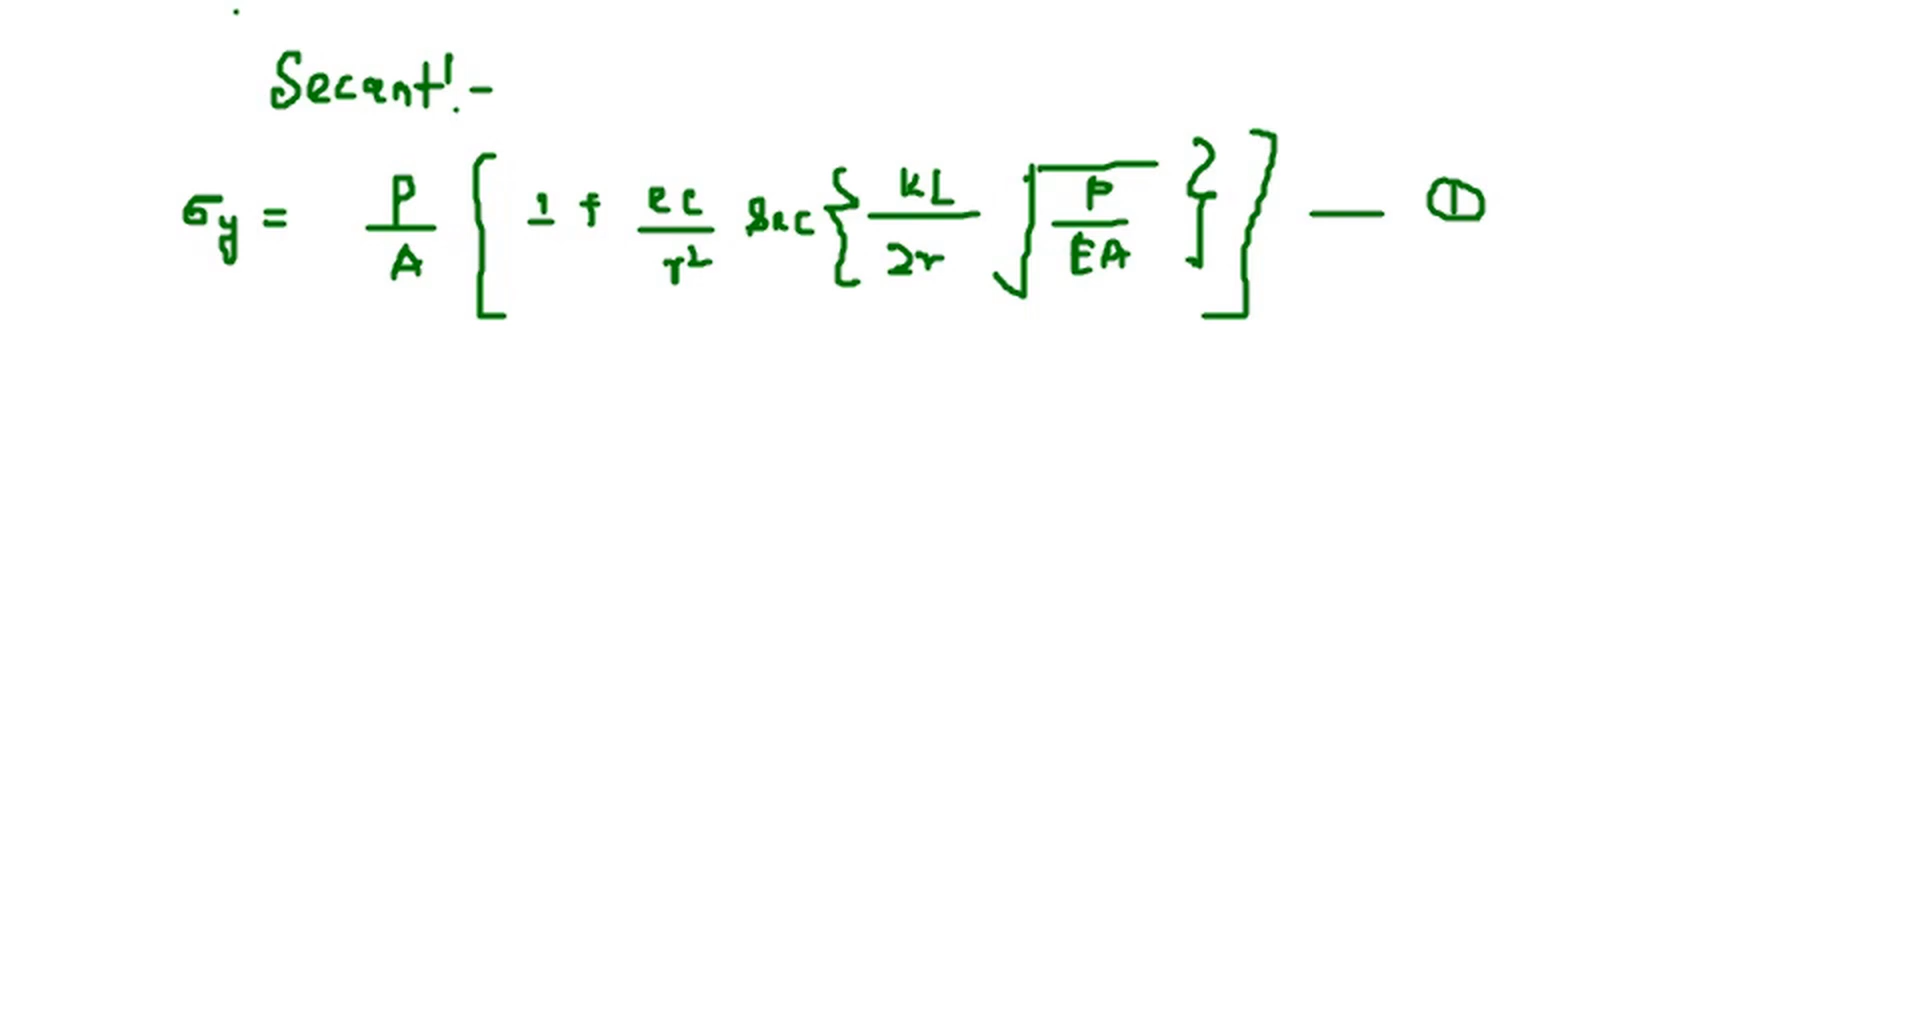 Secant :-
σy = P/A [ 1 + ec/r² sec { KL/2r √(P/EA) } ] — ①